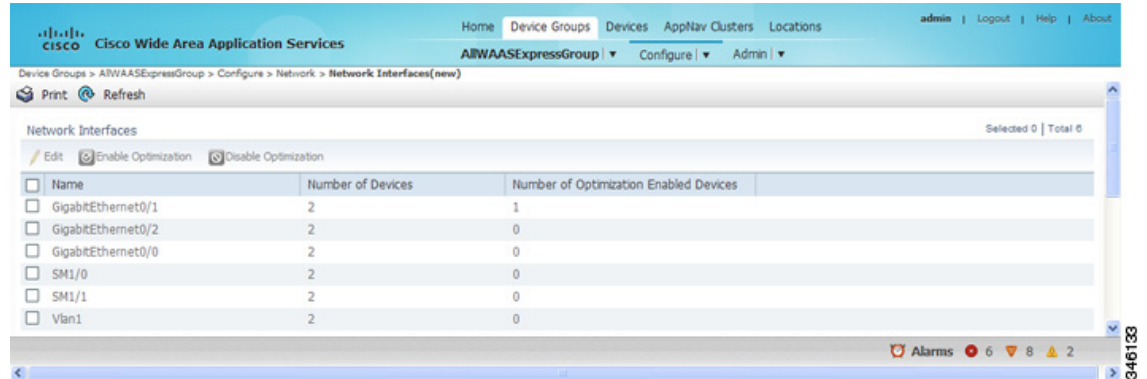 Home Device Groups Devices AppNav Clusters Locations
admin | Logout | Help | About
CISCO Cisco Wide Area Application Services
AllWAASExpressGroup | Configure | Admin |
Device Groups > AllWAASExpressGroup > Configure > Network > Network Interfaces(new)
Print Refresh
Network Interfaces
Selected 0 | Total 6
Edit Enable Optimization Disable Optimization
Name Number of Devices Number of Optimization Enabled Devices
GigabitEthernet0/1 2 1
GigabitEthernet0/2 2 0
GigabitEthernet0/0 2 0
SM1/0 2 0
SM1/1 2 0
Vlan1 2 0
Alarms 6 8 2
346133